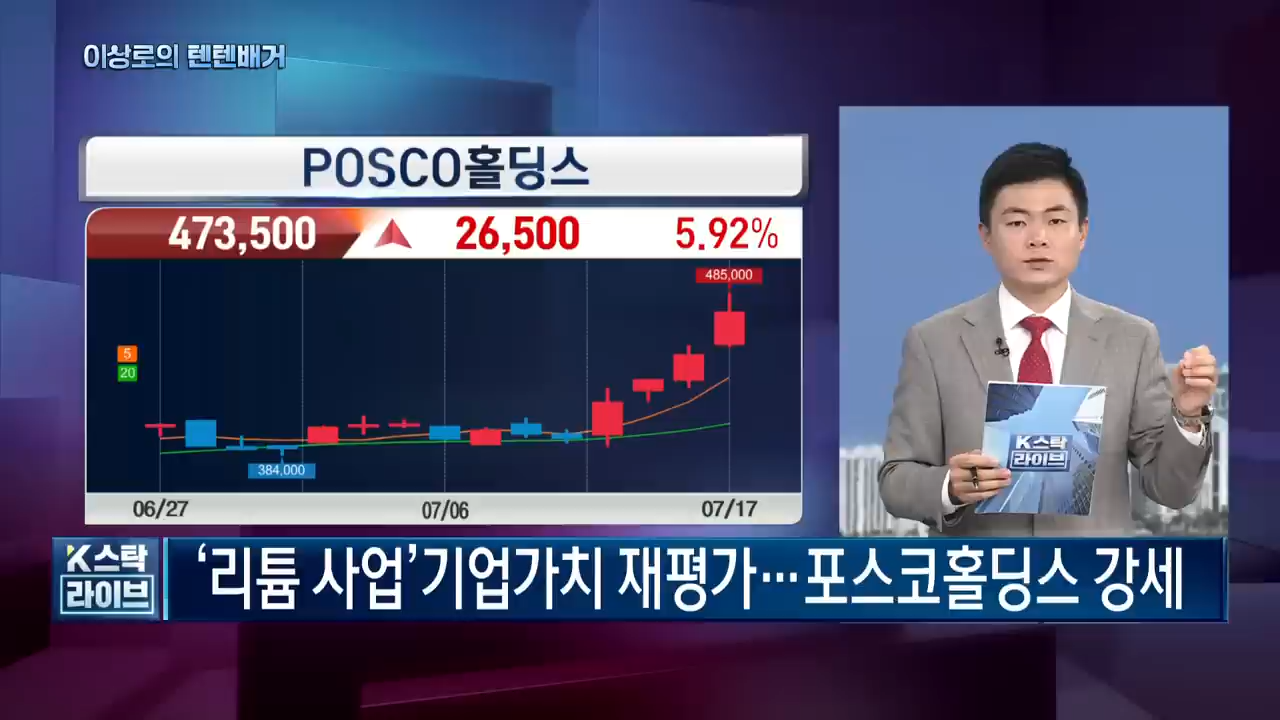 이상로의 텐텐배거
POSCO홀딩스
473,500 ▲ 26,500 5.92%
485,000
5
20
384,000
06/27 07/06 07/17
K스탁
라이브
K스탁
라이브
‘리튬 사업’기업가치 재평가…포스코홀딩스 강세